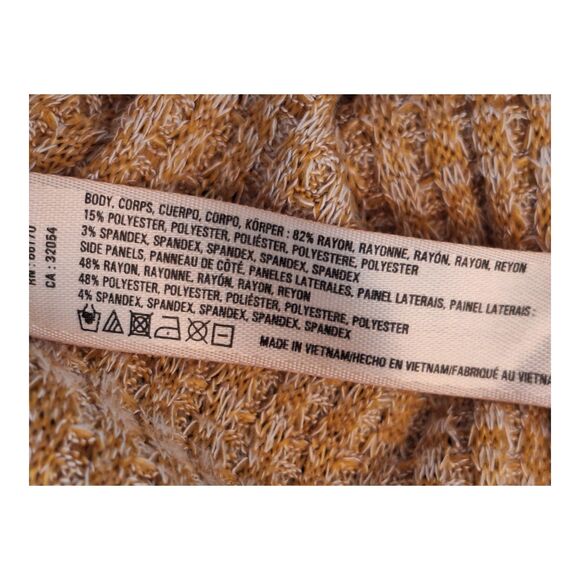 CA : 32054
BODY, CORPS, CUERPO, CORPO, KÖRPER : 82% RAYON, RAYONNE, RAYÓN, RAYON, REYON
15% POLYESTER, POLYESTER, POLIÉSTER, POLYESTERE, POLYESTER
3% SPANDEX, SPANDEX, SPANDEX, SPANDEX, SPANDEX
SIDE PANELS, PANNEAU DE CÔTÉ, PANELES LATERALES, PAINEL LATERAIS, PAINEL LATERAIS :
48% RAYON, RAYONNE, RAYÓN, RAYON, REYON
48% POLYESTER, POLYESTER, POLIÉSTER, POLYESTERE, POLYESTER
4% SPANDEX, SPANDEX, SPANDEX, SPANDEX, SPANDEX
MADE IN VIETNAM/HECHO EN VIETNAM/FABRIQUÉ AU VIETNA